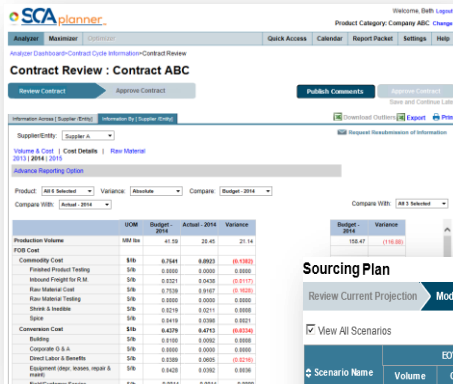 SCA planner
Welcome, Beth Logout
Product Category: Company ABC Change
Analyzer Maximizer Optimizer Quick Access Calendar Report Packet Settings Help
Analyzer Dashboard>Contract Cycle Information>Contract Review
Contract Review : Contract ABC
Review Contract Approve Contract Publish Comments Approve Contract
Save and Continue Late
Information Across [ Supplier /Entity] Information By [ Supplier /Entity] Download Outliers Export Prin
Supplier/Entity: Supplier A Request Resubmission of Information
Volume & Cost | Cost Details | Raw Material
2013 | 2014 | 2015
Advance Reporting Option
Product: All 8 Selected Variance: Absolute Compare: Budget - 2014
Compare With: Actual - 2014 Compare With: All 3 Selected
UOM Budget - 2014 Actual - 2014 Variance Budget - 2014 Variance
Production Volume MM lbs 41.59 20.45 21.14 158.47 (116.88)
FOB Cost
Commodity Cost $/lb 0.7541 0.8923 (0.1382)
Finished Product Testing $/lb 0.0000 0.0000 0.0000
Inbound Freight for R.M. $/lb 0.0321 0.0438 (0.0117)
Raw Material Cost $/lb 0.7539 0.9167 (0.1628)
Raw Material Testing $/lb 0.0000 0.0000 0.0000
Shrink & Inedible $/lb 0.0219 0.0211 0.0008
Spice $/lb 0.0419 0.0398 0.0021
Conversion Cost $/lb 0.4379 0.4713 (0.0334)
Building $/lb 0.0100 0.0092 0.0008
Corporate G & A $/lb 0.0000 0.0000 0.0000
Direct Labor & Benefits $/lb 0.0389 0.0605 (0.0216)
Equipment (depr, leases, repair & maint). $/lb 0.0428 0.0392 0.0036
Sourcing Plan
Review Current Projection Mod
View All Scenarios
EO
Scenario Name Volume